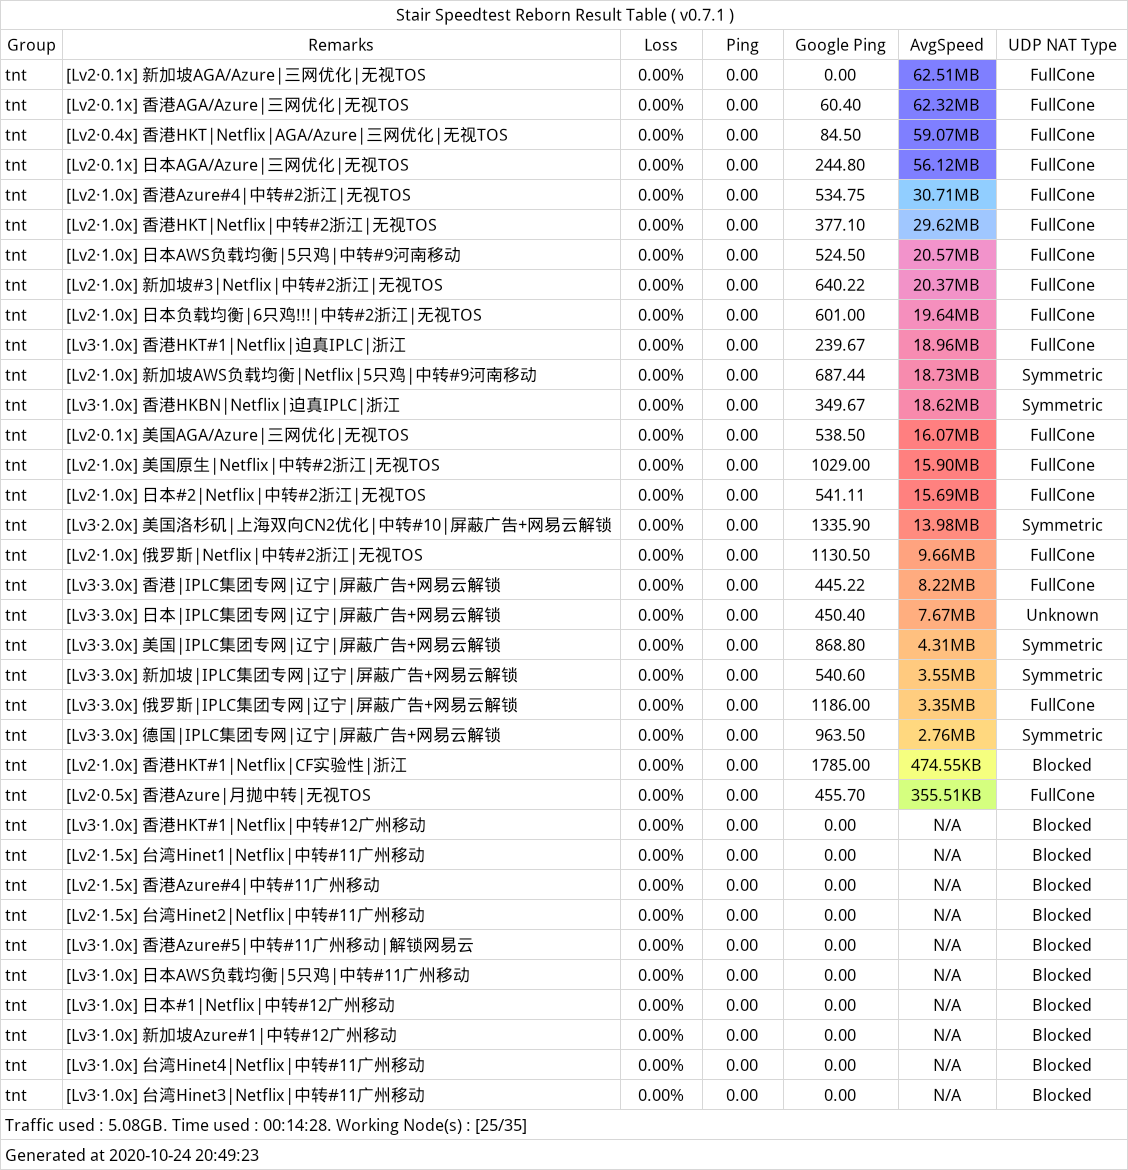 Stair Speedtest Reborn Result Table ( v0.7.1 )
Group Remarks Loss Ping Google Ping AvgSpeed UDP NAT Type
tnt [Lv2·0.1x] 新加坡AGA/Azure|三网优化|无视TOS 0.00% 0.00 0.00 62.51MB FullCone
tnt [Lv2·0.1x] 香港AGA/Azure|三网优化|无视TOS 0.00% 0.00 60.40 62.32MB FullCone
tnt [Lv2·0.4x] 香港HKT|Netflix|AGA/Azure|三网优化|无视TOS 0.00% 0.00 84.50 59.07MB FullCone
tnt [Lv2·0.1x] 日本AGA/Azure|三网优化|无视TOS 0.00% 0.00 244.80 56.12MB FullCone
tnt [Lv2·1.0x] 香港Azure#4|中转#2浙江|无视TOS 0.00% 0.00 534.75 30.71MB FullCone
tnt [Lv2·1.0x] 香港HKT|Netflix|中转#2浙江|无视TOS 0.00% 0.00 377.10 29.62MB FullCone
tnt [Lv2·1.0x] 日本AWS负载均衡|5只鸡|中转#9河南移动 0.00% 0.00 524.50 20.57MB FullCone
tnt [Lv2·1.0x] 新加坡#3|Netflix|中转#2浙江|无视TOS 0.00% 0.00 640.22 20.37MB FullCone
tnt [Lv2·1.0x] 日本负载均衡|6只鸡!!!|中转#2浙江|无视TOS 0.00% 0.00 601.00 19.64MB FullCone
tnt [Lv3·1.0x] 香港HKT#1|Netflix|迫真IPLC|浙江 0.00% 0.00 239.67 18.96MB FullCone
tnt [Lv2·1.0x] 新加坡AWS负载均衡|Netflix|5只鸡|中转#9河南移动 0.00% 0.00 687.44 18.73MB Symmetric
tnt [Lv3·1.0x] 香港HKBN|Netflix|迫真IPLC|浙江 0.00% 0.00 349.67 18.62MB Symmetric
tnt [Lv2·0.1x] 美国AGA/Azure|三网优化|无视TOS 0.00% 0.00 538.50 16.07MB FullCone
tnt [Lv2·1.0x] 美国原生|Netflix|中转#2浙江|无视TOS 0.00% 0.00 1029.00 15.90MB FullCone
tnt [Lv2·1.0x] 日本#2|Netflix|中转#2浙江|无视TOS 0.00% 0.00 541.11 15.69MB FullCone
tnt [Lv3·2.0x] 美国洛杉矶|上海双向CN2优化|中转#10|屏蔽广告+网易云解锁 0.00% 0.00 1335.90 13.98MB Symmetric
tnt [Lv2·1.0x] 俄罗斯|Netflix|中转#2浙江|无视TOS 0.00% 0.00 1130.50 9.66MB FullCone
tnt [Lv3·3.0x] 香港|IPLC集团专网|辽宁|屏蔽广告+网易云解锁 0.00% 0.00 445.22 8.22MB FullCone
tnt [Lv3·3.0x] 日本|IPLC集团专网|辽宁|屏蔽广告+网易云解锁 0.00% 0.00 450.40 7.67MB Unknown
tnt [Lv3·3.0x] 美国|IPLC集团专网|辽宁|屏蔽广告+网易云解锁 0.00% 0.00 868.80 4.31MB Symmetric
tnt [Lv3·3.0x] 新加坡|IPLC集团专网|辽宁|屏蔽广告+网易云解锁 0.00% 0.00 540.60 3.55MB Symmetric
tnt [Lv3·3.0x] 俄罗斯|IPLC集团专网|辽宁|屏蔽广告+网易云解锁 0.00% 0.00 1186.00 3.35MB FullCone
tnt [Lv3·3.0x] 德国|IPLC集团专网|辽宁|屏蔽广告+网易云解锁 0.00% 0.00 963.50 2.76MB Symmetric
tnt [Lv2·1.0x] 香港HKT#1|Netflix|CF实验性|浙江 0.00% 0.00 1785.00 474.55KB Blocked
tnt [Lv2·0.5x] 香港Azure|月抛中转|无视TOS 0.00% 0.00 455.70 355.51KB FullCone
tnt [Lv3·1.0x] 香港HKT#1|Netflix|中转#12广州移动 0.00% 0.00 0.00 N/A Blocked
tnt [Lv2·1.5x] 台湾Hinet1|Netflix|中转#11广州移动 0.00% 0.00 0.00 N/A Blocked
tnt [Lv2·1.5x] 香港Azure#4|中转#11广州移动 0.00% 0.00 0.00 N/A Blocked
tnt [Lv2·1.5x] 台湾Hinet2|Netflix|中转#11广州移动 0.00% 0.00 0.00 N/A Blocked
tnt [Lv3·1.0x] 香港Azure#5|中转#11广州移动|解锁网易云 0.00% 0.00 0.00 N/A Blocked
tnt [Lv3·1.0x] 日本AWS负载均衡|5只鸡|中转#11广州移动 0.00% 0.00 0.00 N/A Blocked
tnt [Lv3·1.0x] 日本#1|Netflix|中转#12广州移动 0.00% 0.00 0.00 N/A Blocked
tnt [Lv3·1.0x] 新加坡Azure#1|中转#12广州移动 0.00% 0.00 0.00 N/A Blocked
tnt [Lv3·1.0x] 台湾Hinet4|Netflix|中转#11广州移动 0.00% 0.00 0.00 N/A Blocked
tnt [Lv3·1.0x] 台湾Hinet3|Netflix|中转#11广州移动 0.00% 0.00 0.00 N/A Blocked
Traffic used : 5.08GB. Time used : 00:14:28. Working Node(s) : [25/35]
Generated at 2020-10-24 20:49:23